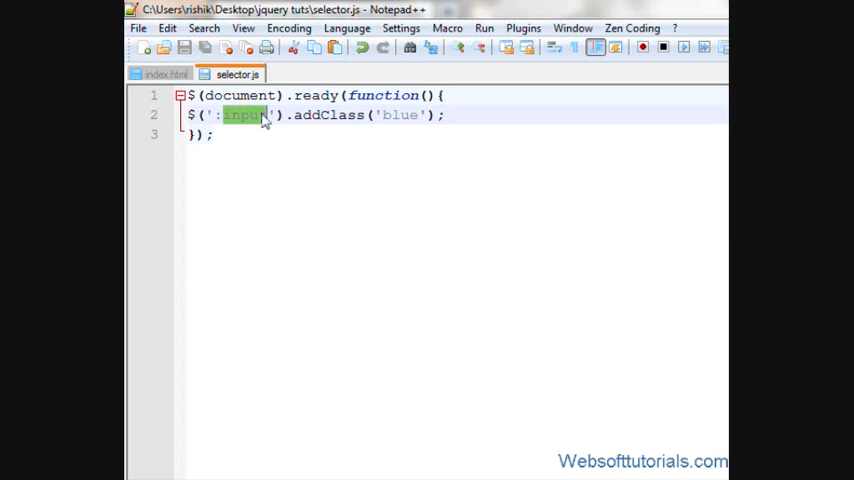 C:\Users\rishik\Desktop\jquery tuts\selector.js - Notepad++
File Edit Search View Encoding Language Settings Macro Run Plugins Window Zen Coding ?
index.html selector.js
1 $(document).ready(function(){
2 $(':input').addClass('blue');
3 });
Websofttutorials.com